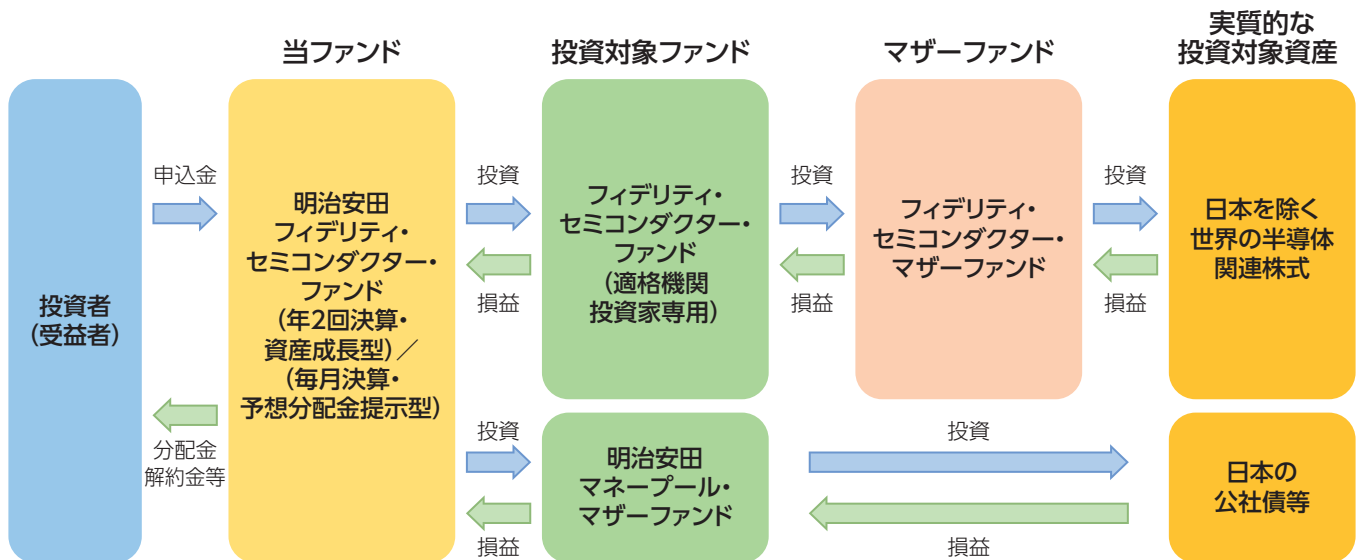 当ファンド
投資対象ファンド
マザーファンド
実質的な
投資対象資産
投資者
(受益者)
申込金
分配金
解約金等
明治安田
フィデリティ・
セミコンダクター・
ファンド
(年2回決算・
資産成長型)／
(毎月決算・
予想分配金提示型)
投資
損益
フィデリティ・
セミコンダクター・
ファンド
(適格機関
投資家専用)
投資
損益
フィデリティ・
セミコンダクター・
マザーファンド
投資
損益
日本を除く
世界の半導体
関連株式
投資
損益
明治安田
マネープール・
マザーファンド
投資
損益
日本の
公社債等